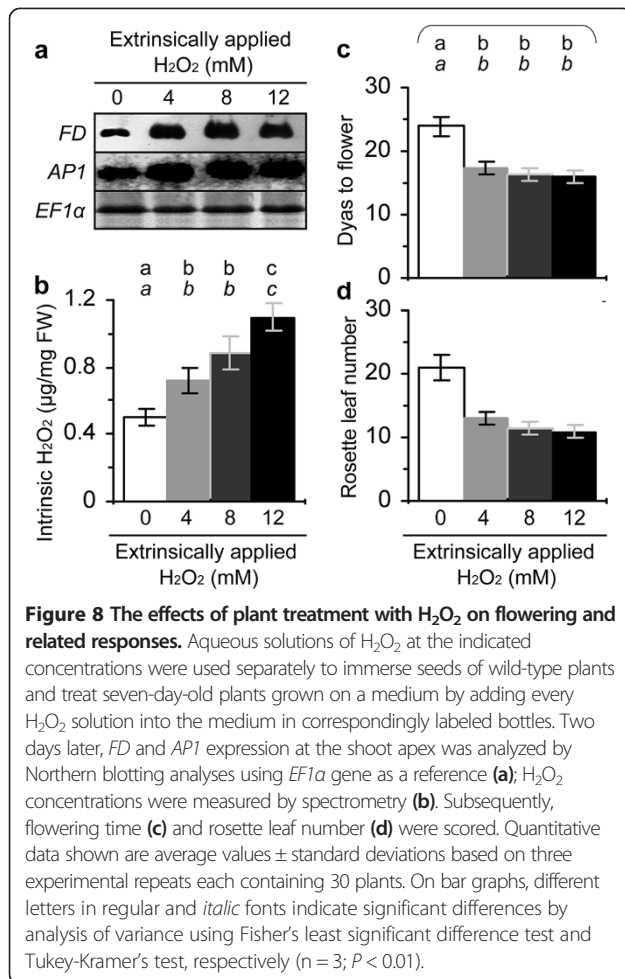 a
Extrinsically applied
H₂O₂ (mM)
0 4 8 12
FD
AP1
EF1α
b
a b b c
a b b c
Intrinsic H₂O₂ (µg/mg FW)
1.2
0.8
0.4
0
0 4 8 12
Extrinsically applied
H₂O₂ (mM)
c
a b b b
a b b b
Dyas to flower
30
20
10
0
d
Rosette leaf number
30
20
10
0
0 4 8 12
Extrinsically applied
H₂O₂ (mM)
Figure 8 The effects of plant treatment with H₂O₂ on flowering and
related responses. Aqueous solutions of H₂O₂ at the indicated
concentrations were used separately to immerse seeds of wild-type plants
and treat seven-day-old plants grown on a medium by adding every
H₂O₂ solution into the medium in correspondingly labeled bottles. Two
days later, FD and AP1 expression at the shoot apex was analyzed by
Northern blotting analyses using EF1α gene as a reference (a); H₂O₂
concentrations were measured by spectrometry (b). Subsequently,
flowering time (c) and rosette leaf number (d) were scored. Quantitative
data shown are average values ± standard deviations based on three
experimental repeats each containing 30 plants. On bar graphs, different
letters in regular and italic fonts indicate significant differences by
analysis of variance using Fisher's least significant difference test and
Tukey-Kramer's test, respectively (n = 3; P < 0.01).